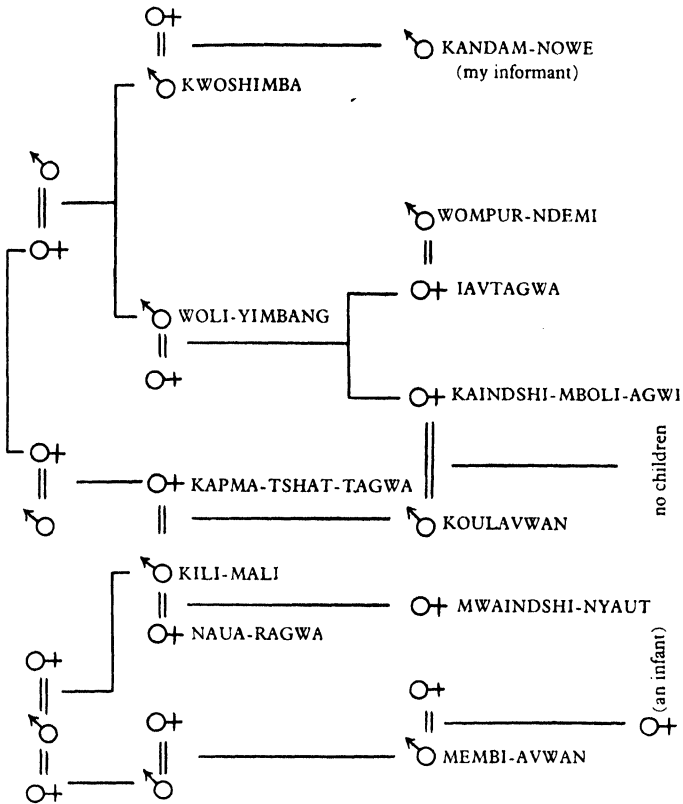 KANDAM-NOWE
(my informant)
KWOSHIMBA
WOMPUR-NDEMI
IAVTAGWA
WOLI-YIMBANG
KAINDSHI-MBOLI-AGWI
no children
KAPMA-TSHAT-TAGWA
KOULAVWAN
KILI-MALI
MWAINDSHI-NYAUT
NAUA-RAGWA
(an infant)
MEMBI-AVWAN